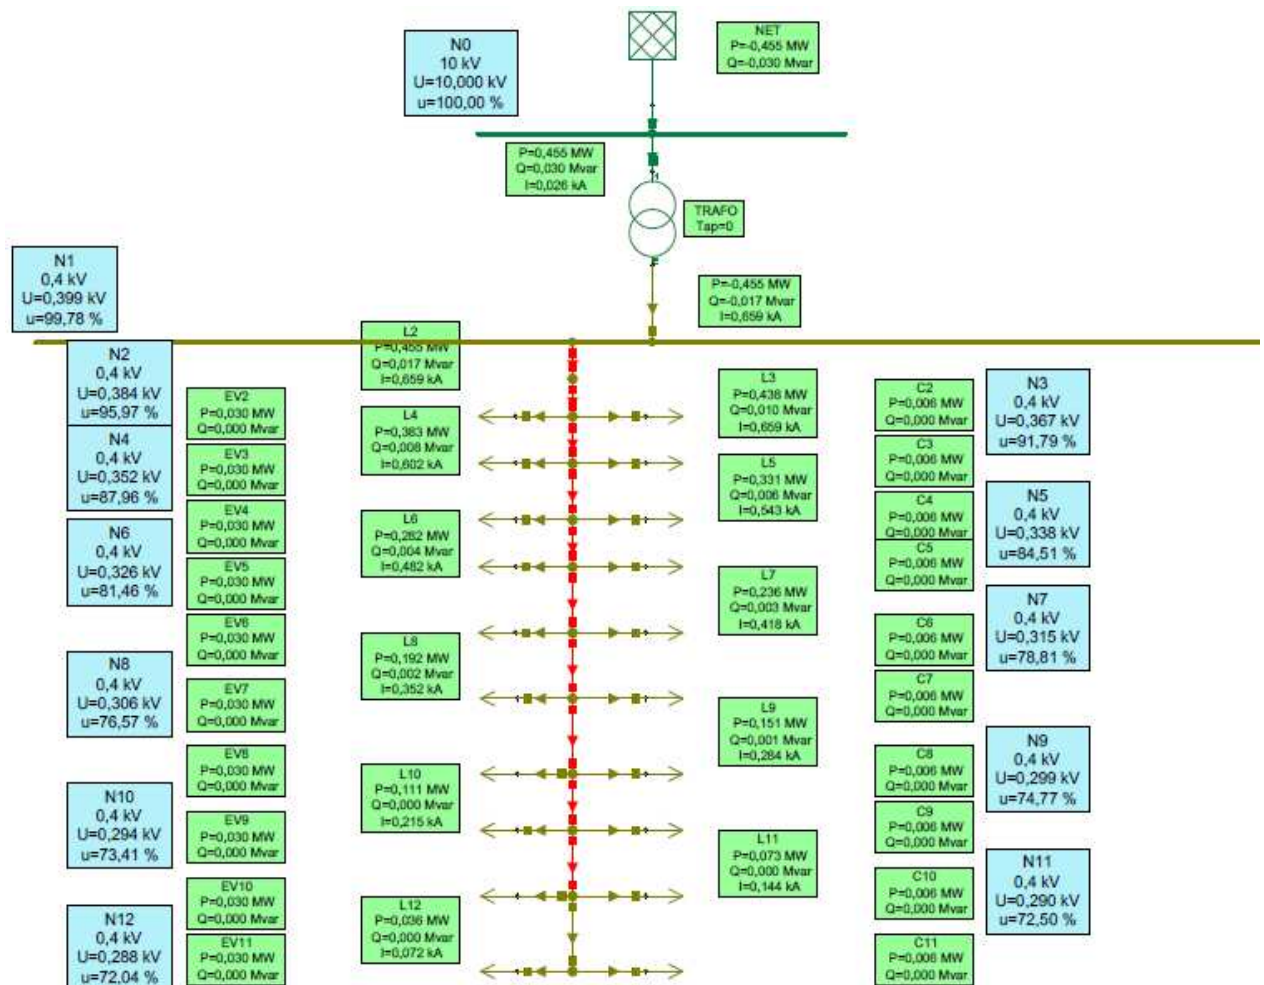 N0
10 kV
U=10,000 kV
u=100,00 %
NET
P=-0,455 MW
Q=-0,030 Mvar
P=0,455 MW
Q=0,030 Mvar
I=0,026 kA
TRAFO
Tap=0
N1
0,4 kV
U=0,399 kV
u=99,78 %
P=-0,455 MW
Q=-0,017 Mvar
I=0,659 kA
L2
P=0,455 MW
Q=0,017 Mvar
I=0,659 kA
N2
0,4 kV
U=0,384 kV
u=95,97 %
N4
0,4 kV
U=0,352 kV
u=87,96 %
N6
0,4 kV
U=0,326 kV
u=81,46 %
N8
0,4 kV
U=0,306 kV
u=76,57 %
N10
0,4 kV
U=0,294 kV
u=73,41 %
N12
0,4 kV
U=0,288 kV
u=72,04 %
EV2
P=0,030 MW
Q=0,000 Mvar
EV3
P=0,030 MW
Q=0,000 Mvar
EV4
P=0,030 MW
Q=0,000 Mvar
EV5
P=0,030 MW
Q=0,000 Mvar
EV6
P=0,030 MW
Q=0,000 Mvar
EV7
P=0,030 MW
Q=0,000 Mvar
EV8
P=0,030 MW
Q=0,000 Mvar
EV9
P=0,030 MW
Q=0,000 Mvar
EV10
P=0,030 MW
Q=0,000 Mvar
EV11
P=0,030 MW
Q=0,000 Mvar
L4
P=0,383 MW
Q=0,008 Mvar
I=0,602 kA
L6
P=0,282 MW
Q=0,004 Mvar
I=0,482 kA
L8
P=0,192 MW
Q=0,002 Mvar
I=0,352 kA
L10
P=0,111 MW
Q=0,000 Mvar
I=0,215 kA
L12
P=0,036 MW
Q=0,000 Mvar
I=0,072 kA
L3
P=0,438 MW
Q=0,010 Mvar
I=0,659 kA
L5
P=0,331 MW
Q=0,006 Mvar
I=0,543 kA
L7
P=0,236 MW
Q=0,003 Mvar
I=0,418 kA
L9
P=0,151 MW
Q=0,001 Mvar
I=0,284 kA
L11
P=0,073 MW
Q=0,000 Mvar
I=0,144 kA
C2
P=0,006 MW
Q=0,000 Mvar
C3
P=0,006 MW
Q=0,000 Mvar
C4
P=0,006 MW
Q=0,000 Mvar
C5
P=0,006 MW
Q=0,000 Mvar
C6
P=0,006 MW
Q=0,000 Mvar
C7
P=0,006 MW
Q=0,000 Mvar
C8
P=0,006 MW
Q=0,000 Mvar
C9
P=0,006 MW
Q=0,000 Mvar
C10
P=0,006 MW
Q=0,000 Mvar
C11
P=0,006 MW
Q=0,000 Mvar
N3
0,4 kV
U=0,367 kV
u=91,79 %
N5
0,4 kV
U=0,338 kV
u=84,51 %
N7
0,4 kV
U=0,315 kV
u=78,81 %
N9
0,4 kV
U=0,299 kV
u=74,77 %
N11
0,4 kV
U=0,290 kV
u=72,50 %